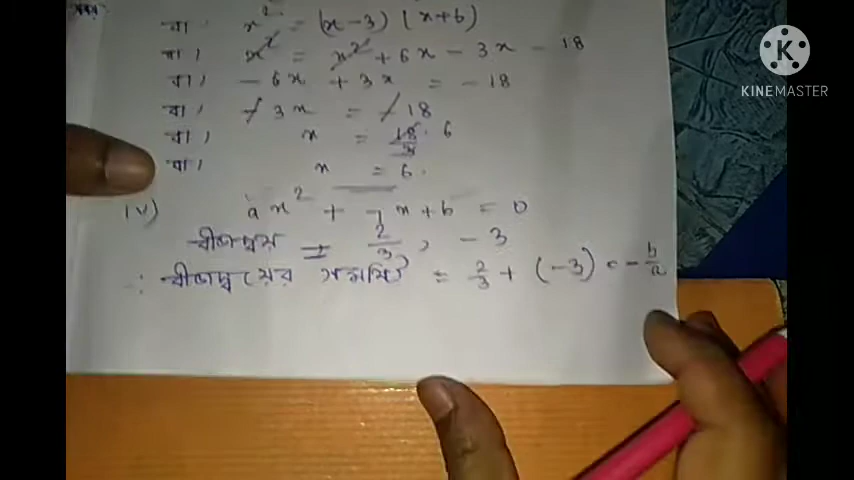 বা, x² = (x-3) (x+6)
বা, x² = x² + 6x - 3x - 18
বা, - 6x + 3x = - 18
বা, - 3x = - 18
বা, x = 18/3 6
বা, x = 6.
iv) ax² + 7x + b = 0
বীজদ্বয় = 2/3, - 3
∴ বীজদ্বয়ের সমষ্টি = 2/3 + (-3) = - b/a
K
KINEMASTER